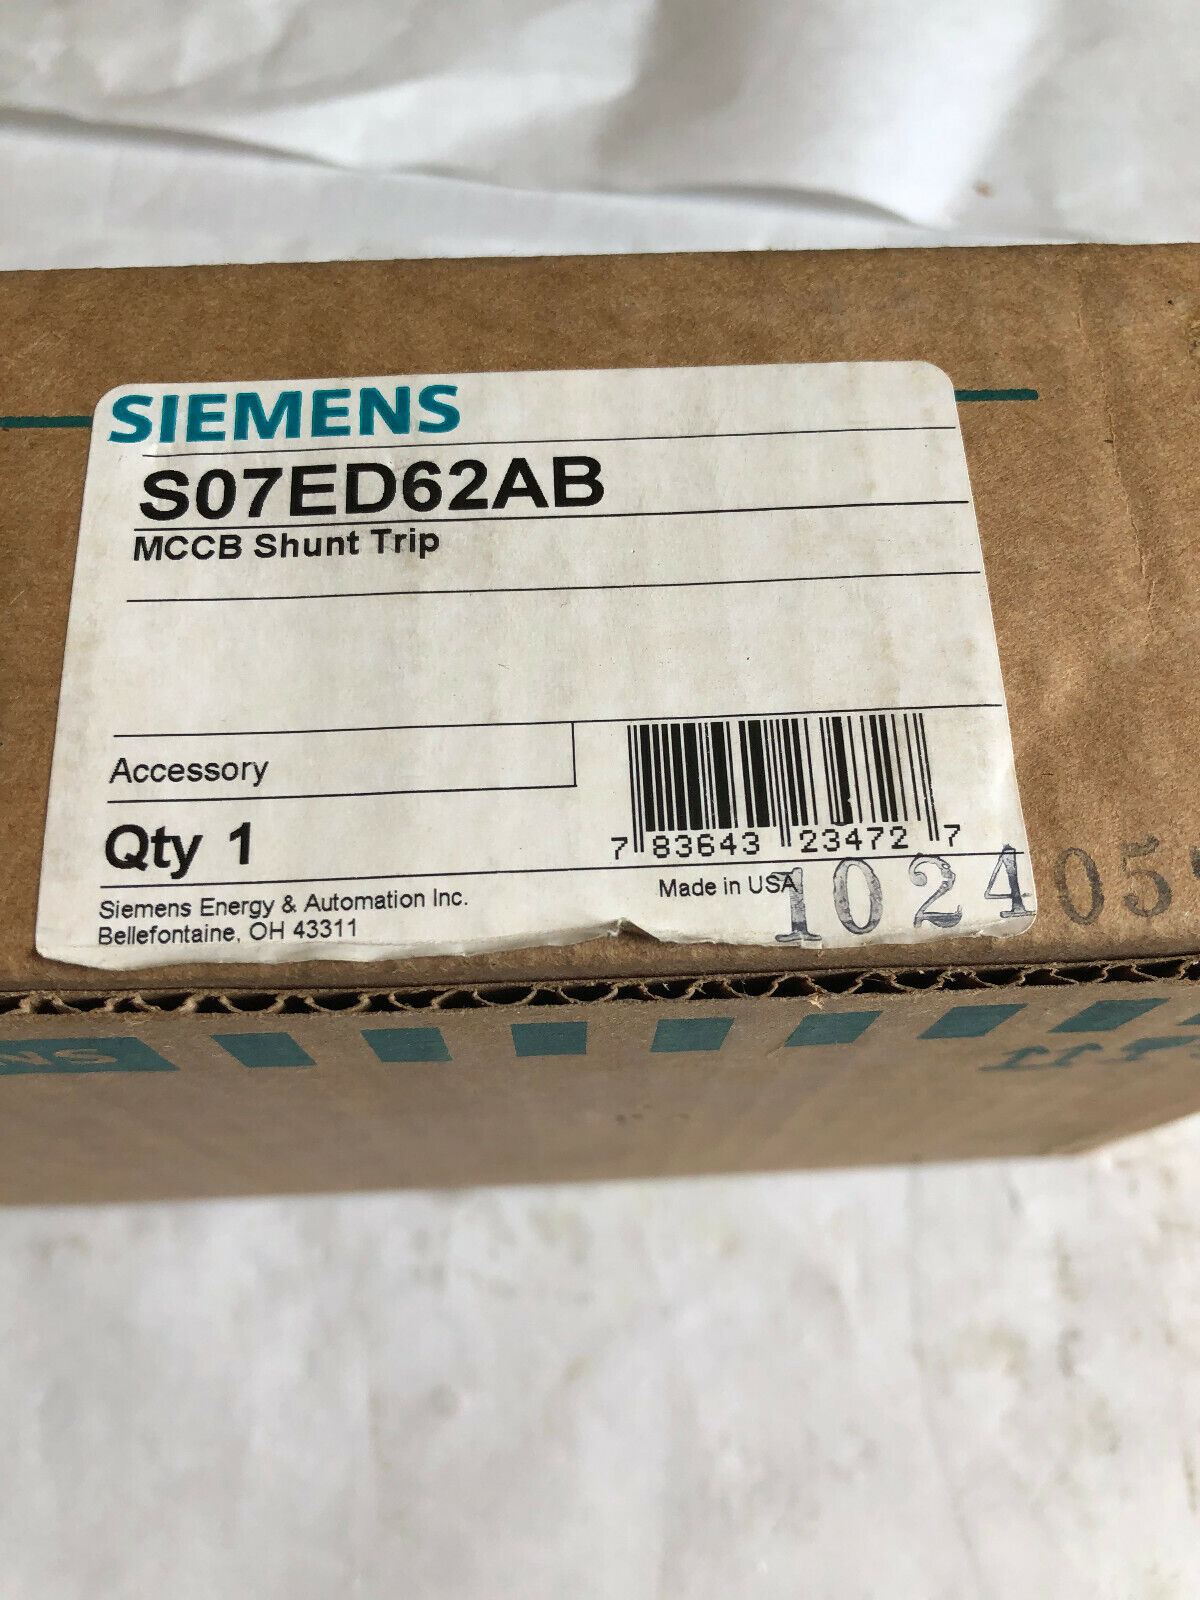 SIEMENS
S07ED62AB
MCCB Shunt Trip
Accessory
Qty 1
7 83643 23472 7
Siemens Energy & Automation Inc.
Made in USA
Bellefontaine, OH 43311
102405